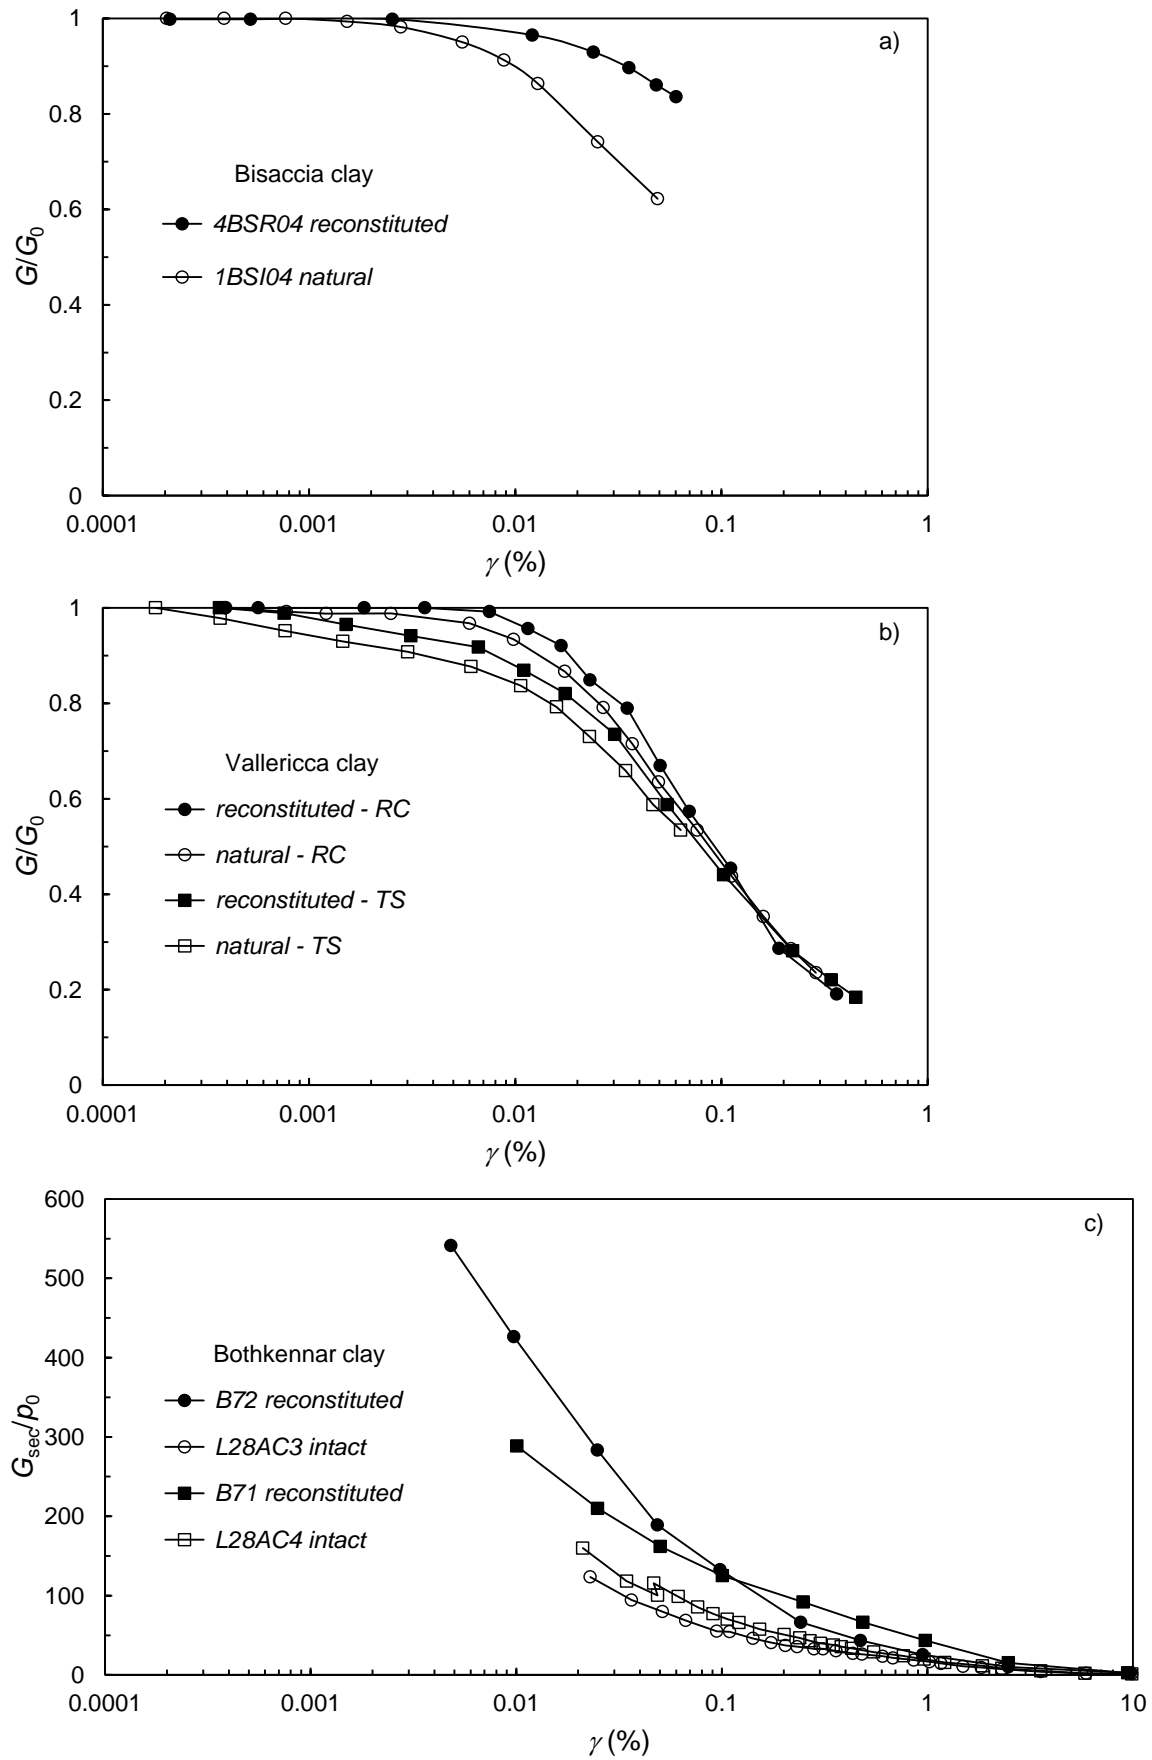 1
a)
0.8
Bisaccia clay
4BSR04 reconstituted
0.6
G/G0
1BSI04 natural
0.4
0.2
0
0.0001 0.001 0.01 0.1 1
γ (%)
1
b)
0.8
Vallericca clay
reconstituted - RC
0.6
G/G0
natural - RC
reconstituted - TS
0.4
natural - TS
0.2
0
0.0001 0.001 0.01 0.1 1
γ (%)
600
c)
500
400
Bothkennar clay
B72 reconstituted
Gsec/p0
300
L28AC3 intact
B71 reconstituted
200
L28AC4 intact
100
0
0.0001 0.001 0.01 0.1 1 10
γ (%)